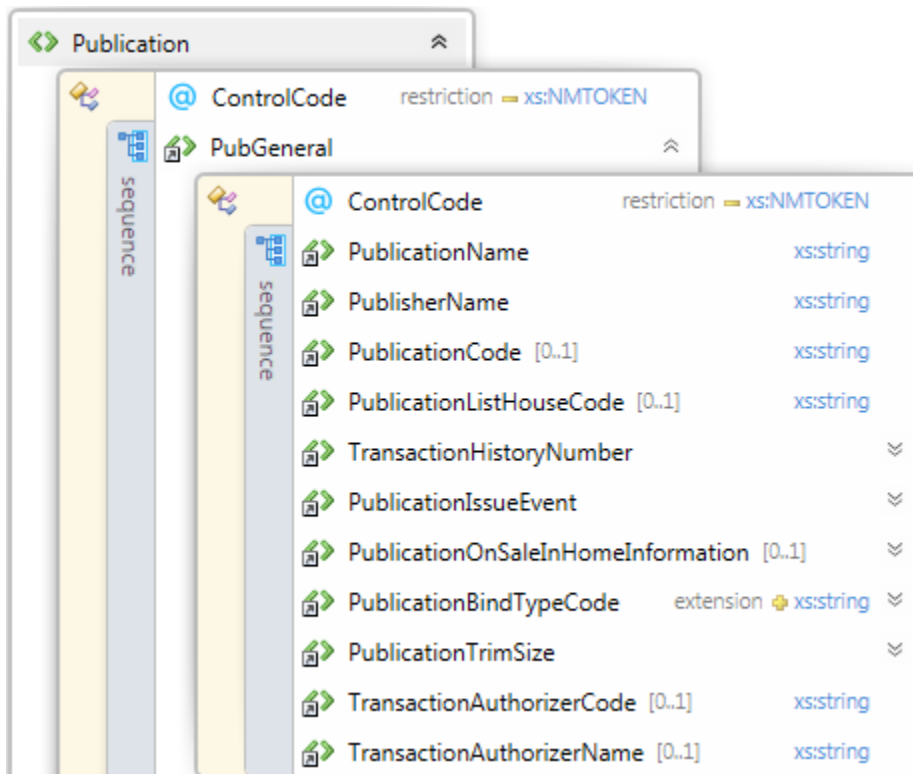 Publication
ControlCode restriction xs:NMTOKEN
PubGeneral
sequence
ControlCode restriction xs:NMTOKEN
PublicationName xs:string
sequence
PublisherName xs:string
PublicationCode [0..1] xs:string
PublicationListHouseCode [0..1] xs:string
TransactionHistoryNumber
PublicationIssueEvent
PublicationOnSaleInHomeInformation [0..1]
PublicationBindTypeCode extension xs:string
PublicationTrimSize
TransactionAuthorizerCode [0..1] xs:string
TransactionAuthorizerName [0..1] xs:string